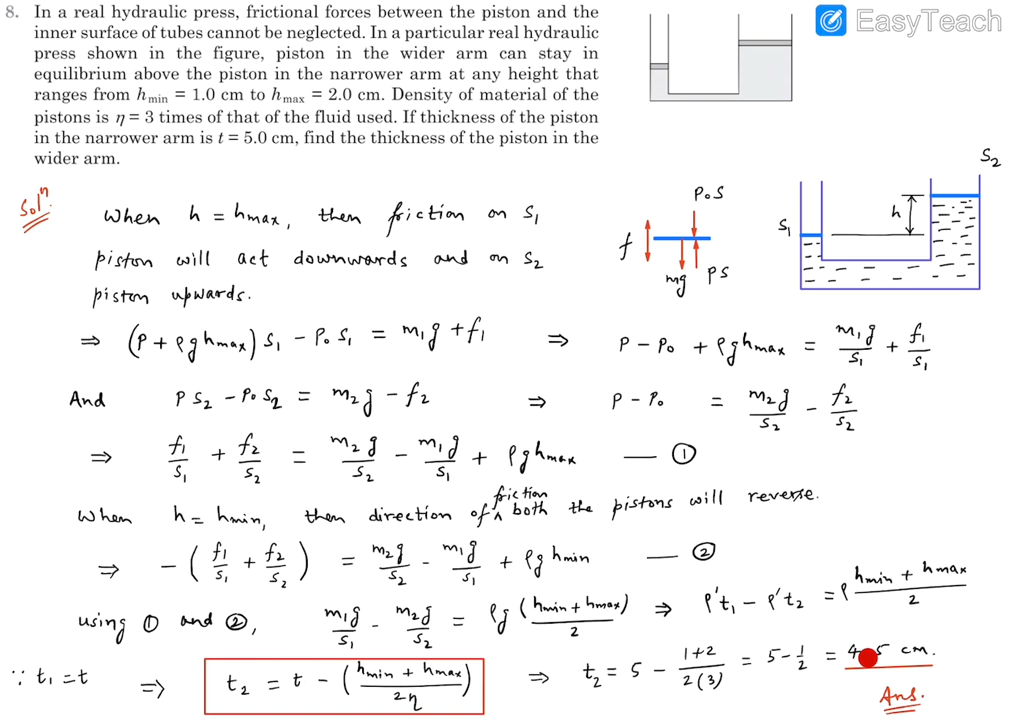 8. In a real hydraulic press, frictional forces between the piston and the
inner surface of tubes cannot be neglected. In a particular real hydraulic
press shown in the figure, piston in the wider arm can stay in
equilibrium above the piston in the narrower arm at any height that
ranges from h min = 1.0 cm to h max = 2.0 cm. Density of material of the
pistons is η = 3 times of that of the fluid used. If thickness of the piston
in the narrower arm is t = 5.0 cm, find the thickness of the piston in the
wider arm.
EasyTeach
Solⁿ.
When h = hmax, then friction on S₁
piston will act downwards and on S₂
piston upwards.
P₀S
f
mg
PS
S₁
h
S₂
⇒ (P + ρghmax) S₁ - P₀ S₁ = m₁g + f₁ ⇒ P - P₀ + ρghmax = m₁g/S₁ + f₁/S₁
And PS₂ - P₀S₂ = m₂g - f₂ ⇒ P - P₀ = m₂g/S₂ - f₂/S₂
⇒ f₁/S₁ + f₂/S₂ = m₂g/S₂ - m₁g/S₁ + ρghmax — ①
When h = hmin, then direction of friction ^ both the pistons will reverse.
⇒ -(f₁/S₁ + f₂/S₂) = m₂g/S₂ - m₁g/S₁ + ρghmin — ②
using ① and ②, m₁g/S₁ - m₂g/S₂ = ρg (hmin + hmax)/2 ⇒ ρ't₁ - ρ't₂ = ρ (hmin + hmax)/2
∵ t₁ = t ⇒ t₂ = t - ((hmin + hmax)/2η) ⇒ t₂ = 5 - (1+2)/2(3) = 5 - 1/2 = 4.5 cm.
Ans.